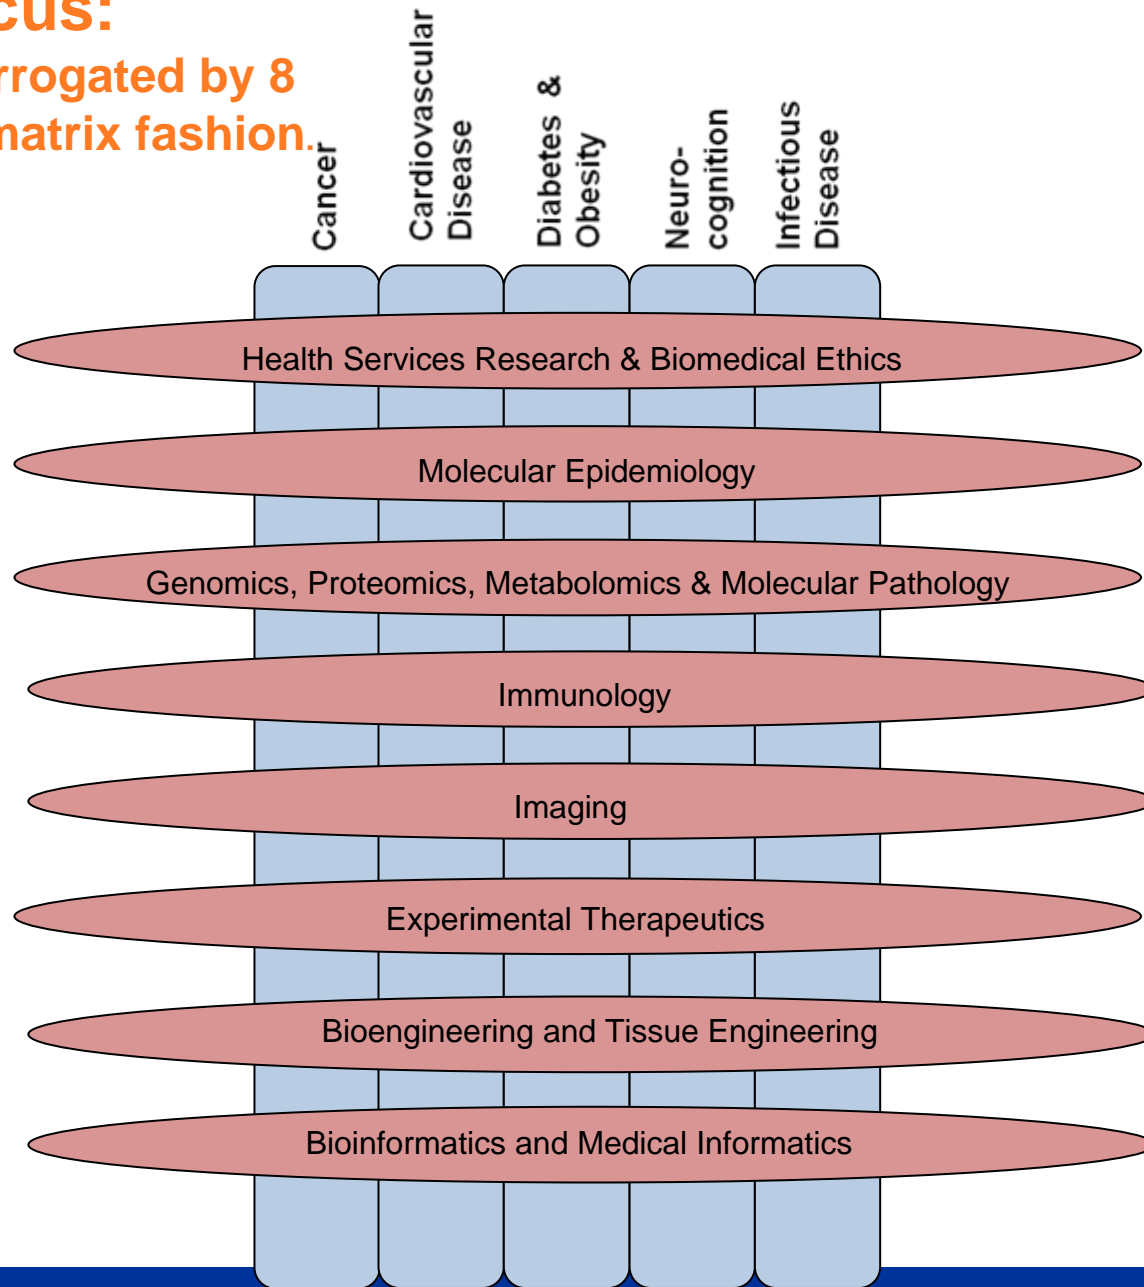 cus:
rrogated by 8
matrix fashion.
Cancer
Cardiovascular
Disease
Diabetes &
Obesity
Neuro-
cognition
Infectious
Disease
Health Services Research & Biomedical Ethics
Molecular Epidemiology
Genomics, Proteomics, Metabolomics & Molecular Pathology
Immunology
Imaging
Experimental Therapeutics
Bioengineering and Tissue Engineering
Bioinformatics and Medical Informatics